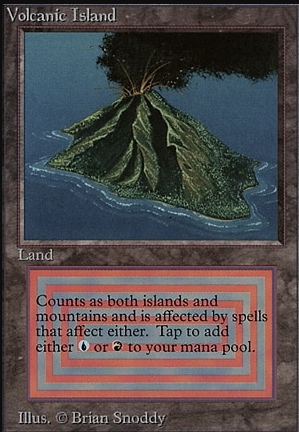 Volcanic Island
Land
Counts as both islands and
mountains and is affected by spells
that affect either. Tap to add
either or to your mana pool.
Illus. © Brian Snoddy